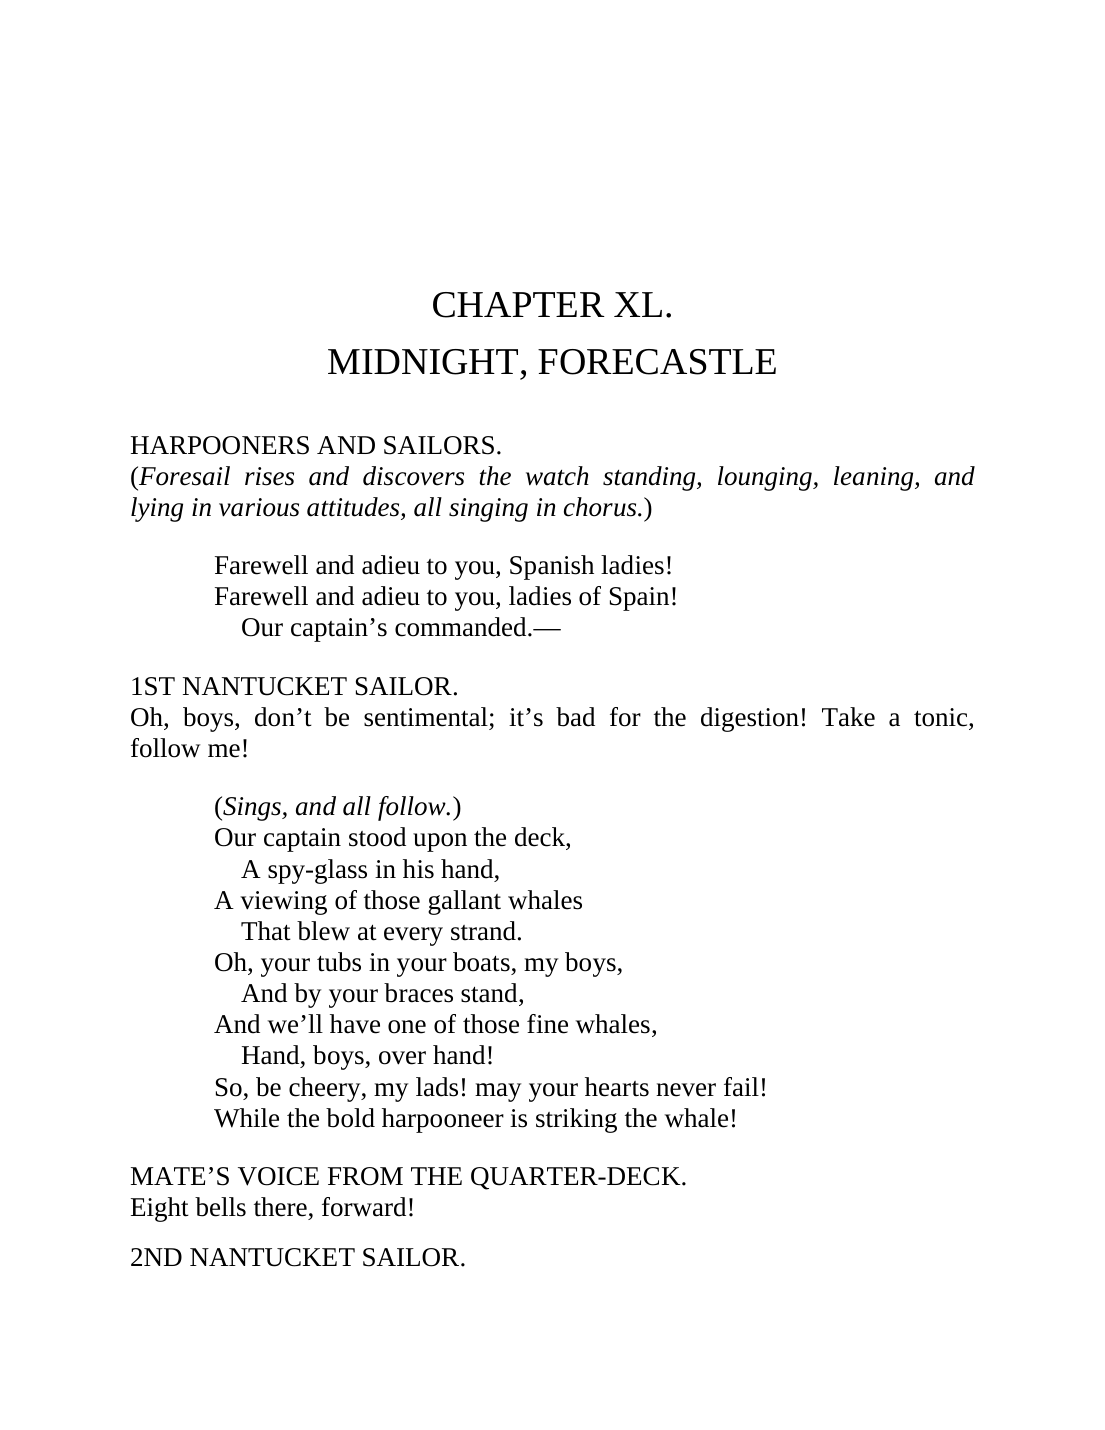 CHAPTER XL.
MIDNIGHT, FORECASTLE
HARPOONERS AND SAILORS.
(Foresail rises and discovers the watch standing, lounging, leaning, and
lying in various attitudes, all singing in chorus.)
Farewell and adieu to you, Spanish ladies!
Farewell and adieu to you, ladies of Spain!
Our captain’s commanded.—
1ST NANTUCKET SAILOR.
Oh, boys, don’t be sentimental; it’s bad for the digestion! Take a tonic,
follow me!
(Sings, and all follow.)
Our captain stood upon the deck,
A spy-glass in his hand,
A viewing of those gallant whales
That blew at every strand.
Oh, your tubs in your boats, my boys,
And by your braces stand,
And we’ll have one of those fine whales,
Hand, boys, over hand!
So, be cheery, my lads! may your hearts never fail!
While the bold harpooneer is striking the whale!
MATE’S VOICE FROM THE QUARTER-DECK.
Eight bells there, forward!
2ND NANTUCKET SAILOR.